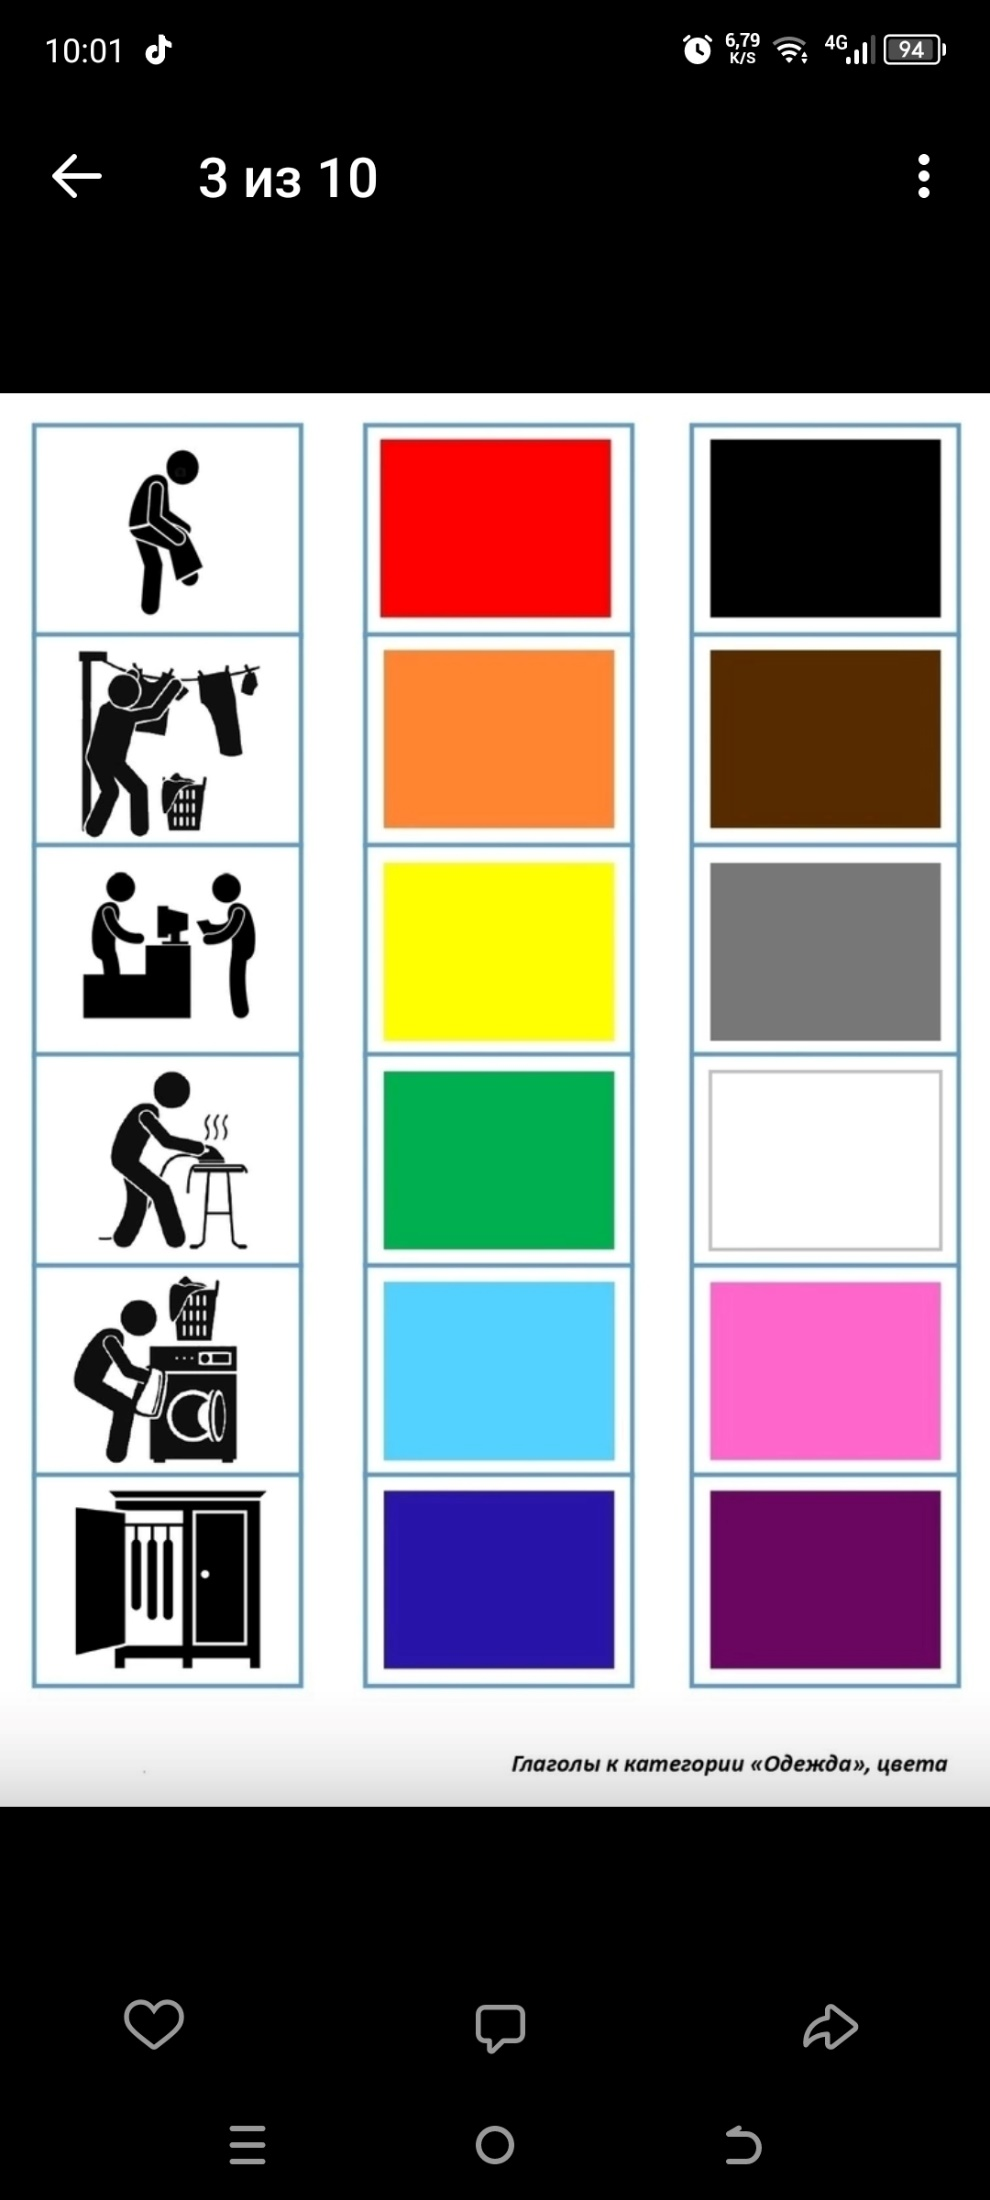 10:01
6,79
K/S
4G
94
3 из 10
Глаголы к категории «Одежда», цвета